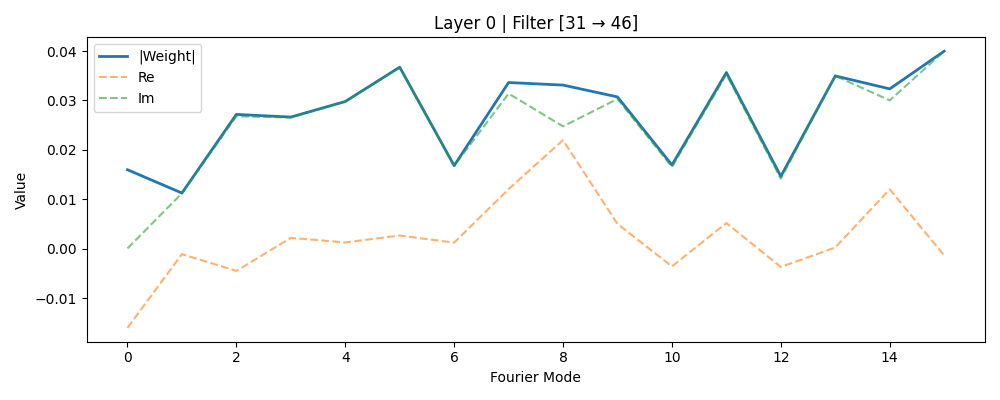 Layer 0 | Filter [31 → 46]
|Weight|
Re
Im
Value
0.04
0.03
0.02
0.01
0.00
−0.01
0 2 4 6 8 10 12 14
Fourier Mode